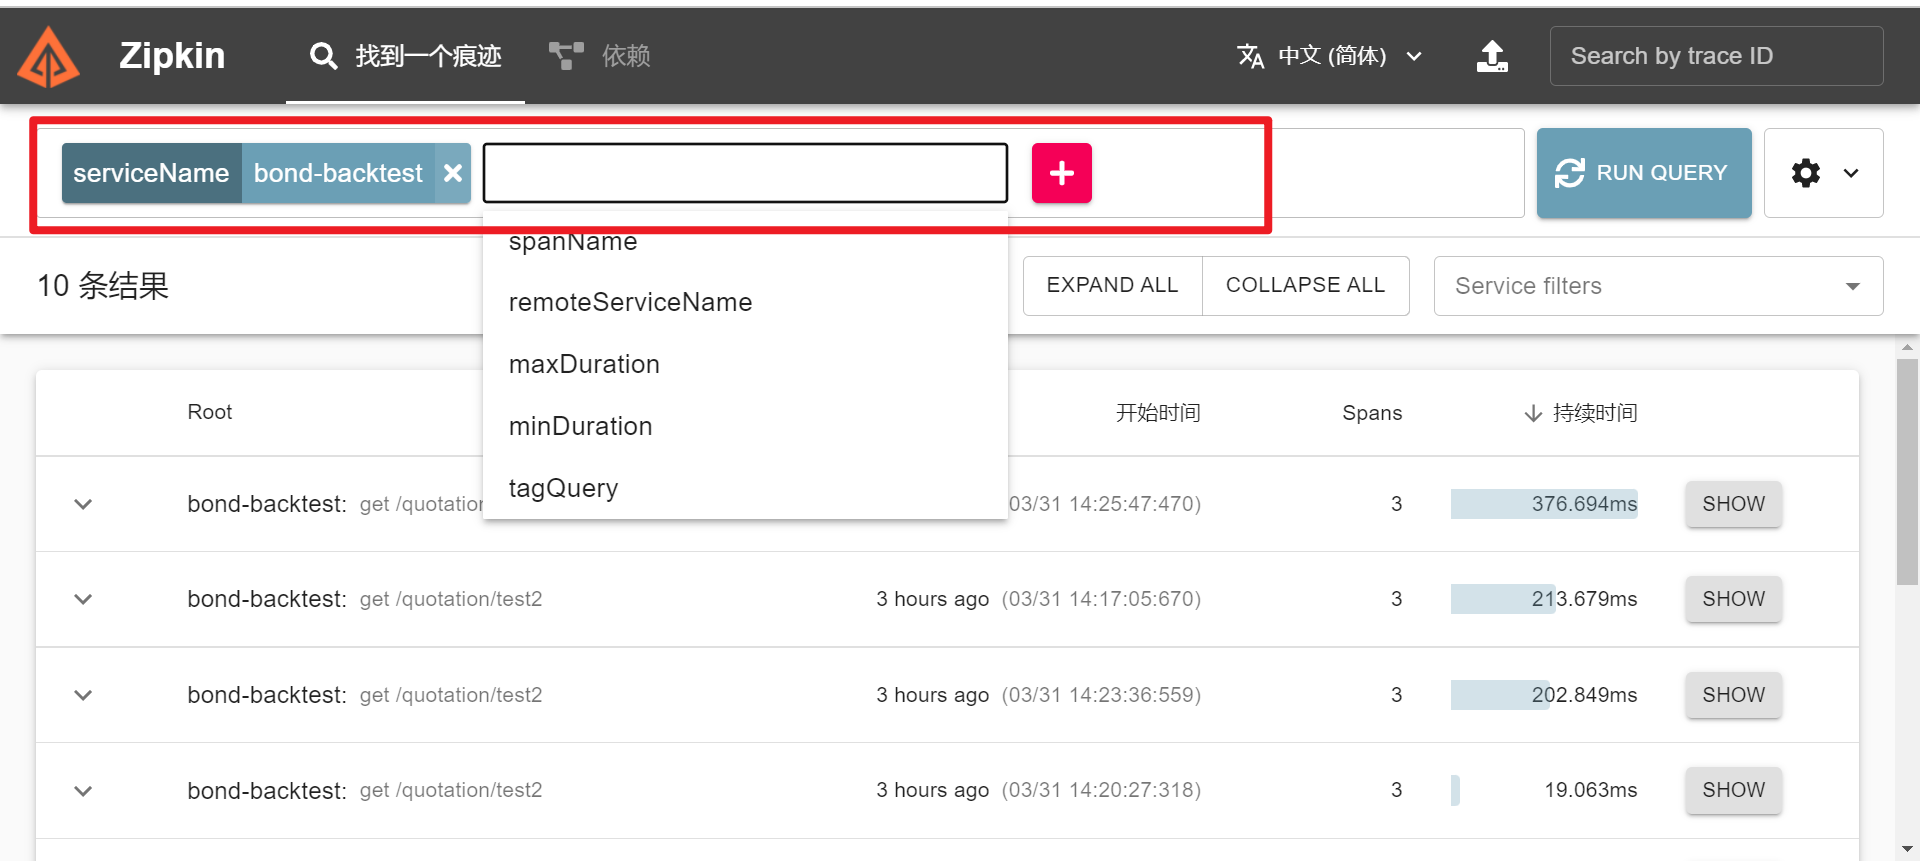 Zipkin 找到一个痕迹 依赖 中文 (简体) Search by trace ID
serviceName bond-backtest RUN QUERY
spanName
remoteServiceName
maxDuration
minDuration
tagQuery
10 条结果 EXPAND ALL COLLAPSE ALL Service filters
Root 开始时间 Spans 持续时间
bond-backtest: get /quotation 03/31 14:25:47:470) 3 376.694ms SHOW
bond-backtest: get /quotation/test2 3 hours ago (03/31 14:17:05:670) 3 213.679ms SHOW
bond-backtest: get /quotation/test2 3 hours ago (03/31 14:23:36:559) 3 202.849ms SHOW
bond-backtest: get /quotation/test2 3 hours ago (03/31 14:20:27:318) 3 19.063ms SHOW